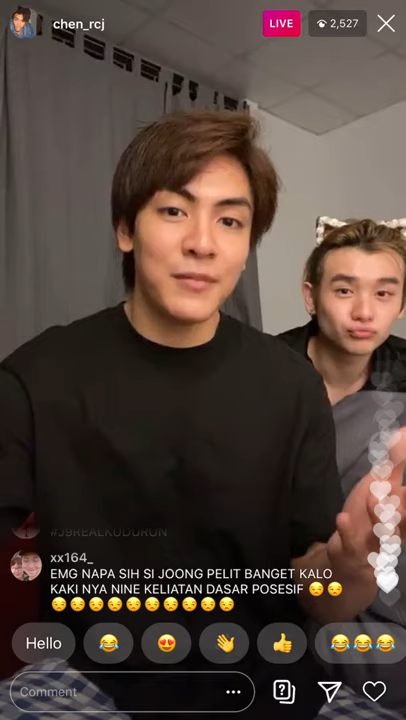 chen_rcj
LIVE
2,527
#J9REALKUDURUN
xx164_
EMG NAPA SIH SI JOONG PELIT BANGET KALO
KAKI NYA NINE KELIATAN DASAR POSESIF
Hello
Comment